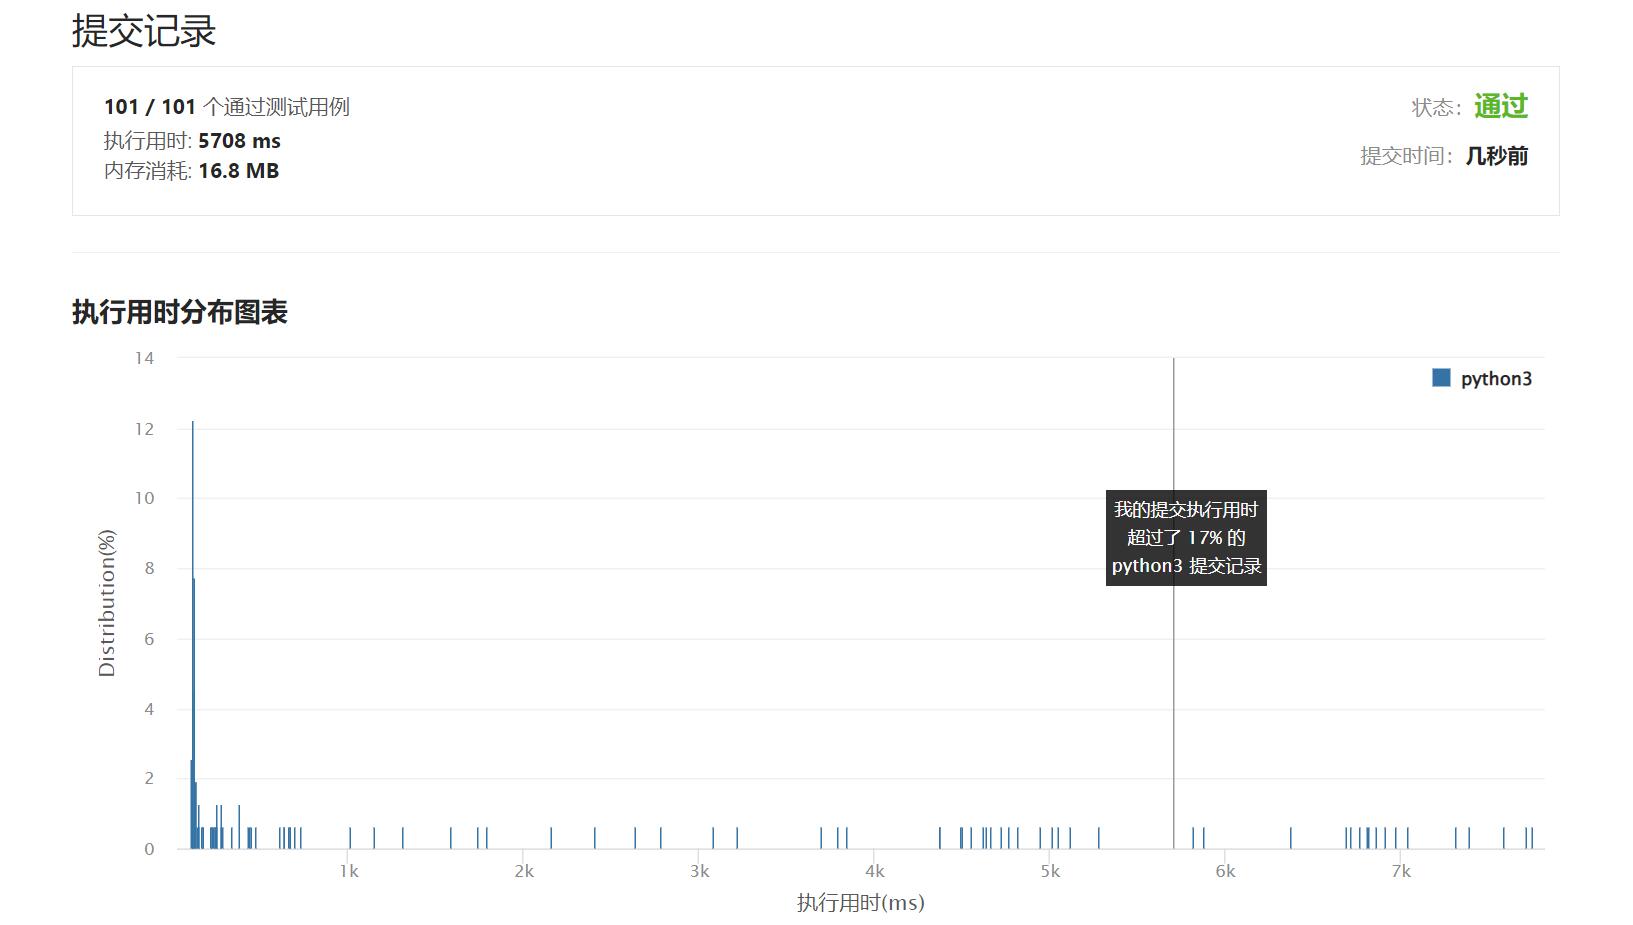 提交记录
101 / 101 个通过测试用例
状态：通过
执行用时: 5708 ms
提交时间：几秒前
内存消耗: 16.8 MB
执行用时分布图表
14
python3
12
10
我的提交执行用时
超过了 17% 的
python3 提交记录
8
6
4
2
0
Distribution(%)
1k 2k 3k 4k 5k 6k 7k
执行用时(ms)